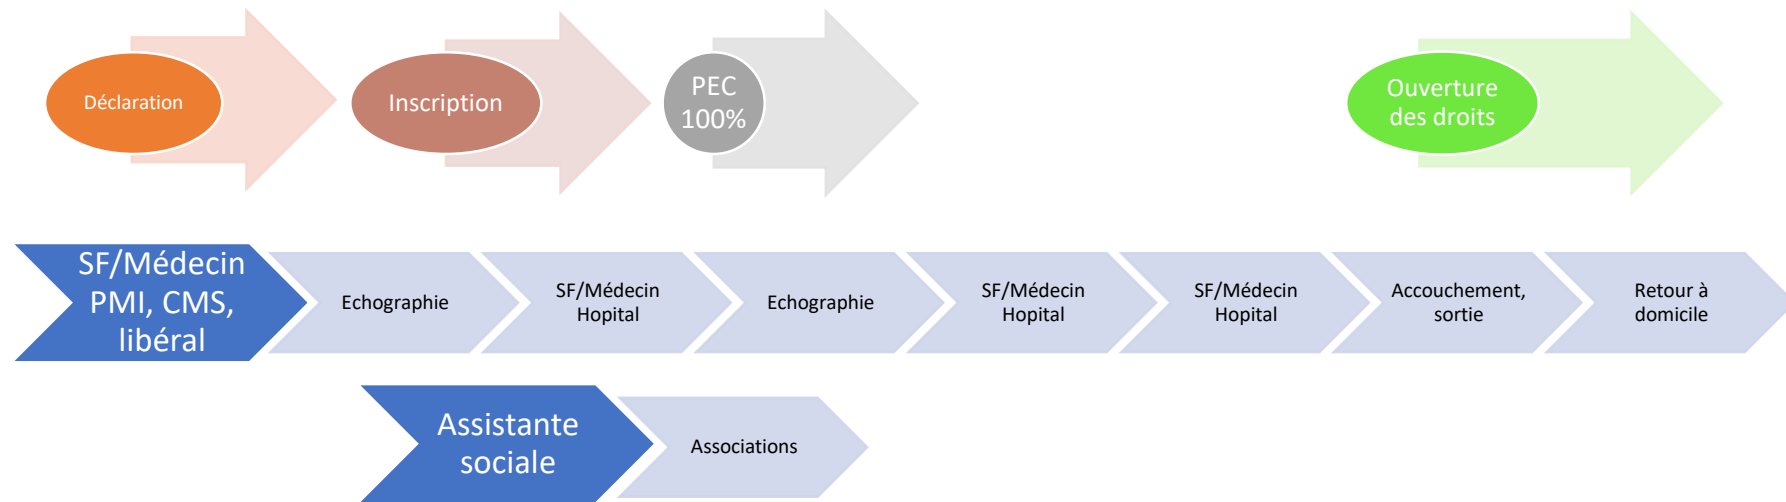 Déclaration
Inscription
PEC
100%
Ouverture
des droits
SF/Médecin
PMI, CMS,
libéral
Echographie
SF/Médecin
Hopital
Echographie
SF/Médecin
Hopital
SF/Médecin
Hopital
Accouchement,
sortie
Retour à
domicile
Assistante
sociale
Associations